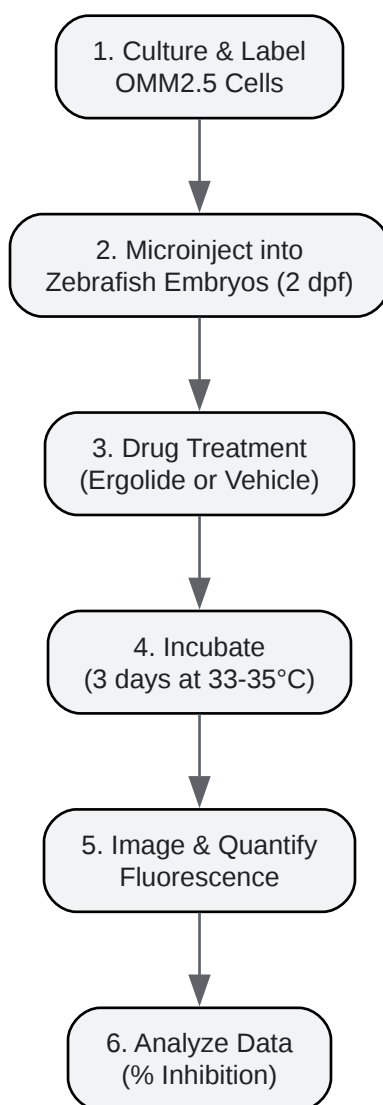 1. Culture & Label
OMM2.5 Cells
2. Microinject into
Zebrafish Embryos (2 dpf)
3. Drug Treatment
(Ergolide or Vehicle)
4. Incubate
(3 days at 33-35°C)
5. Image & Quantify
Fluorescence
6. Analyze Data
(% Inhibition)